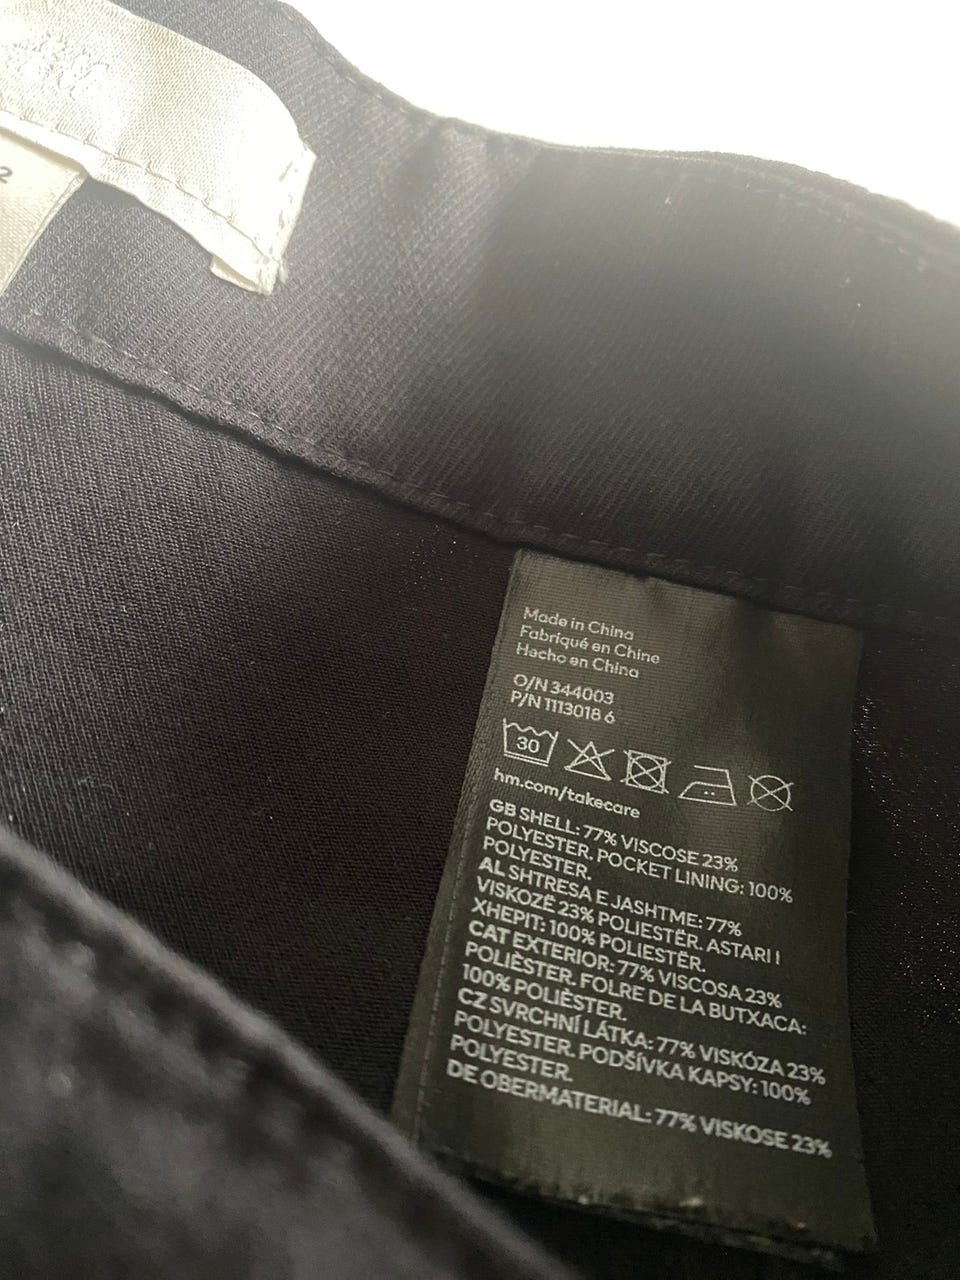 2
Made in China
Fabriqué en Chine
Hecho en China
O/N 344003
P/N 1113018 6
30
hm.com/takecare
GB SHELL: 77% VISCOSE 23%
POLYESTER. POCKET LINING: 100%
POLYESTER.
AL SHTRESA E JASHTME: 77%
VISKOZË 23% POLIESTËR. ASTARI I
XHEPIT: 100% POLIESTËR.
CAT EXTERIOR: 77% VISCOSA 23%
POLIÈSTER. FOLRE DE LA BUTXACA:
100% POLIÈSTER.
CZ SVRCHNÍ LÁTKA: 77% VISKÓZA 23%
POLYESTER. PODŠÍVKA KAPSY: 100%
POLYESTER.
DE OBERMATERIAL: 77% VISKOSE 23%